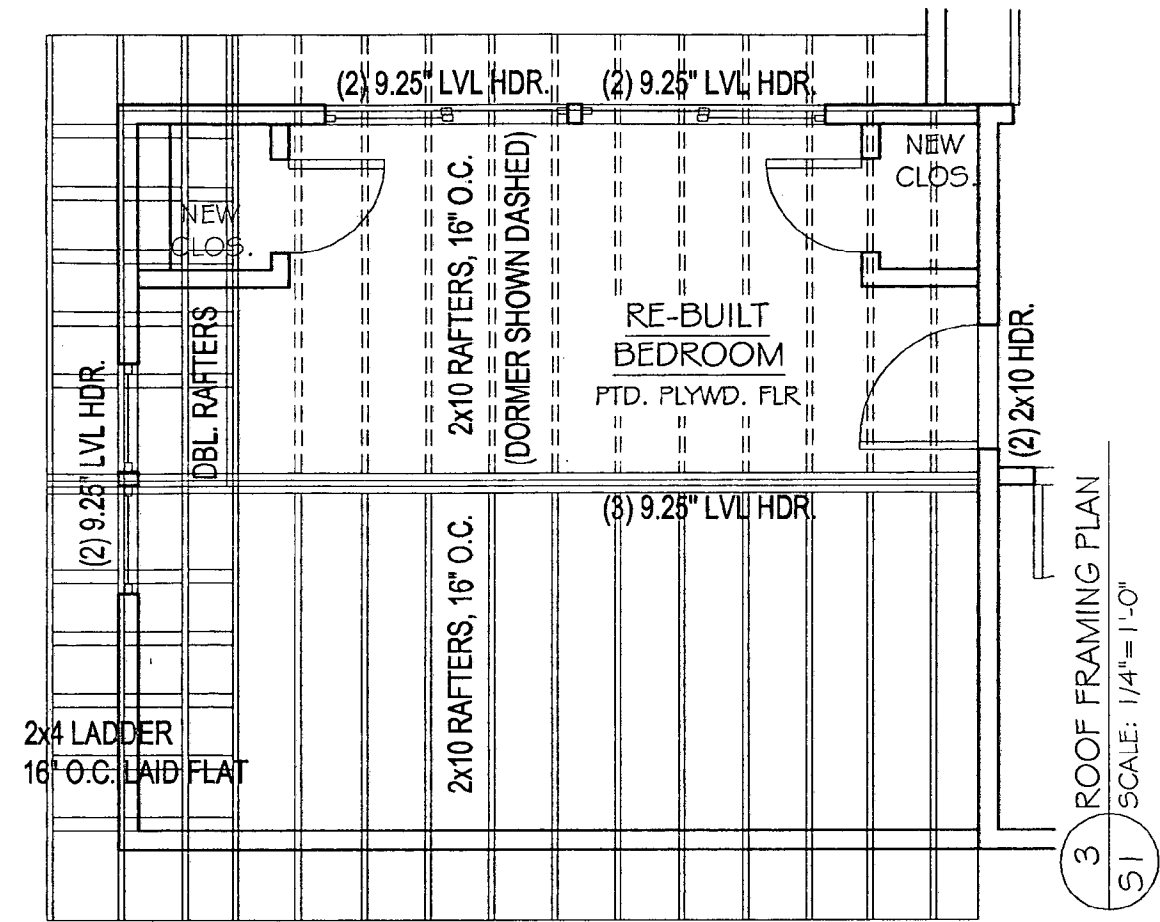 (2) 9.25" LVL HDR.
(2) 9.25" LVL HDR.
NEW
CLOS.
NEW
CLOS.
2x10 RAFTERS, 16" O.C.
(DORMER SHOWN DASHED)
DBL. RAFTERS
(2) 9.25" LVL HDR.
RE-BUILT
BEDROOM
PTD. PLYWD. FLR
(2) 2x10 HDR.
(3) 9.25" LVL HDR.
2x10 RAFTERS, 16" O.C.
2x4 LADDER
16" O.C. LAID FLAT
3
S1
ROOF FRAMING PLAN
SCALE: 1/4"=1'-0"